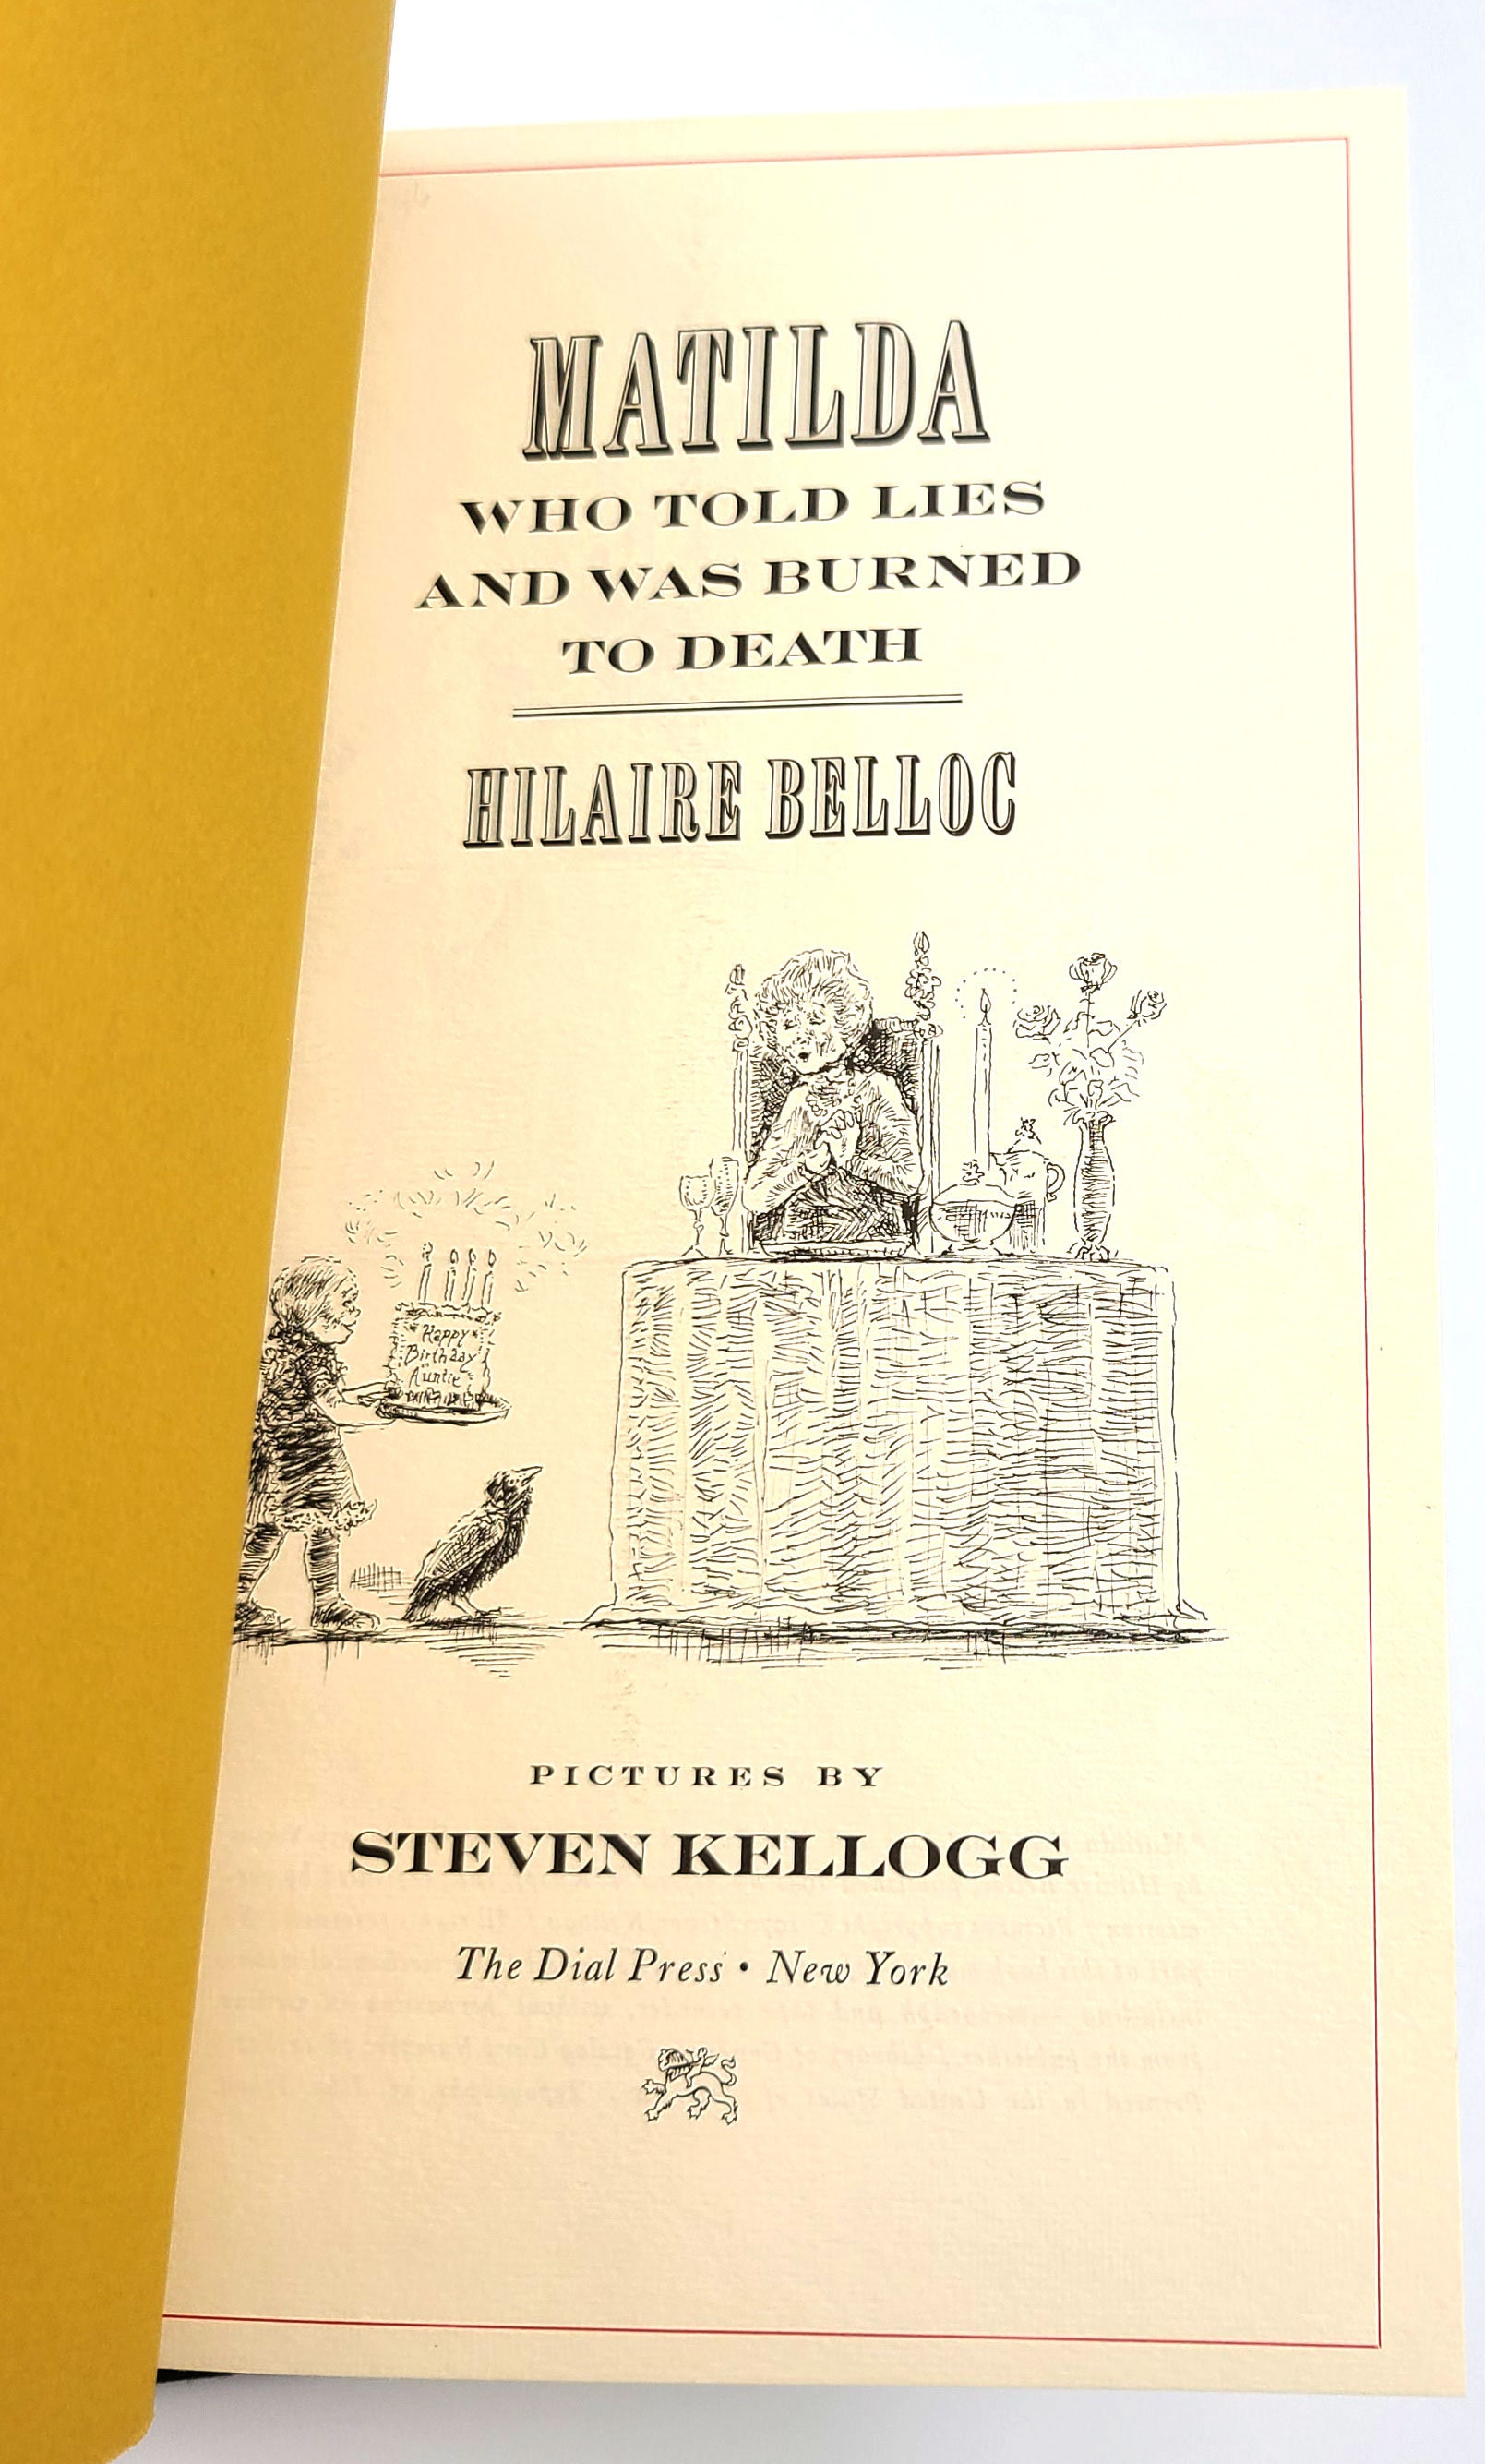 MATILDA
WHO TOLD LIES
AND WAS BURNED
TO DEATH
HILAIRE BELLOC
Happy
Birthday
Auntie
PICTURES BY
STEVEN KELLOGG
The Dial Press • New York